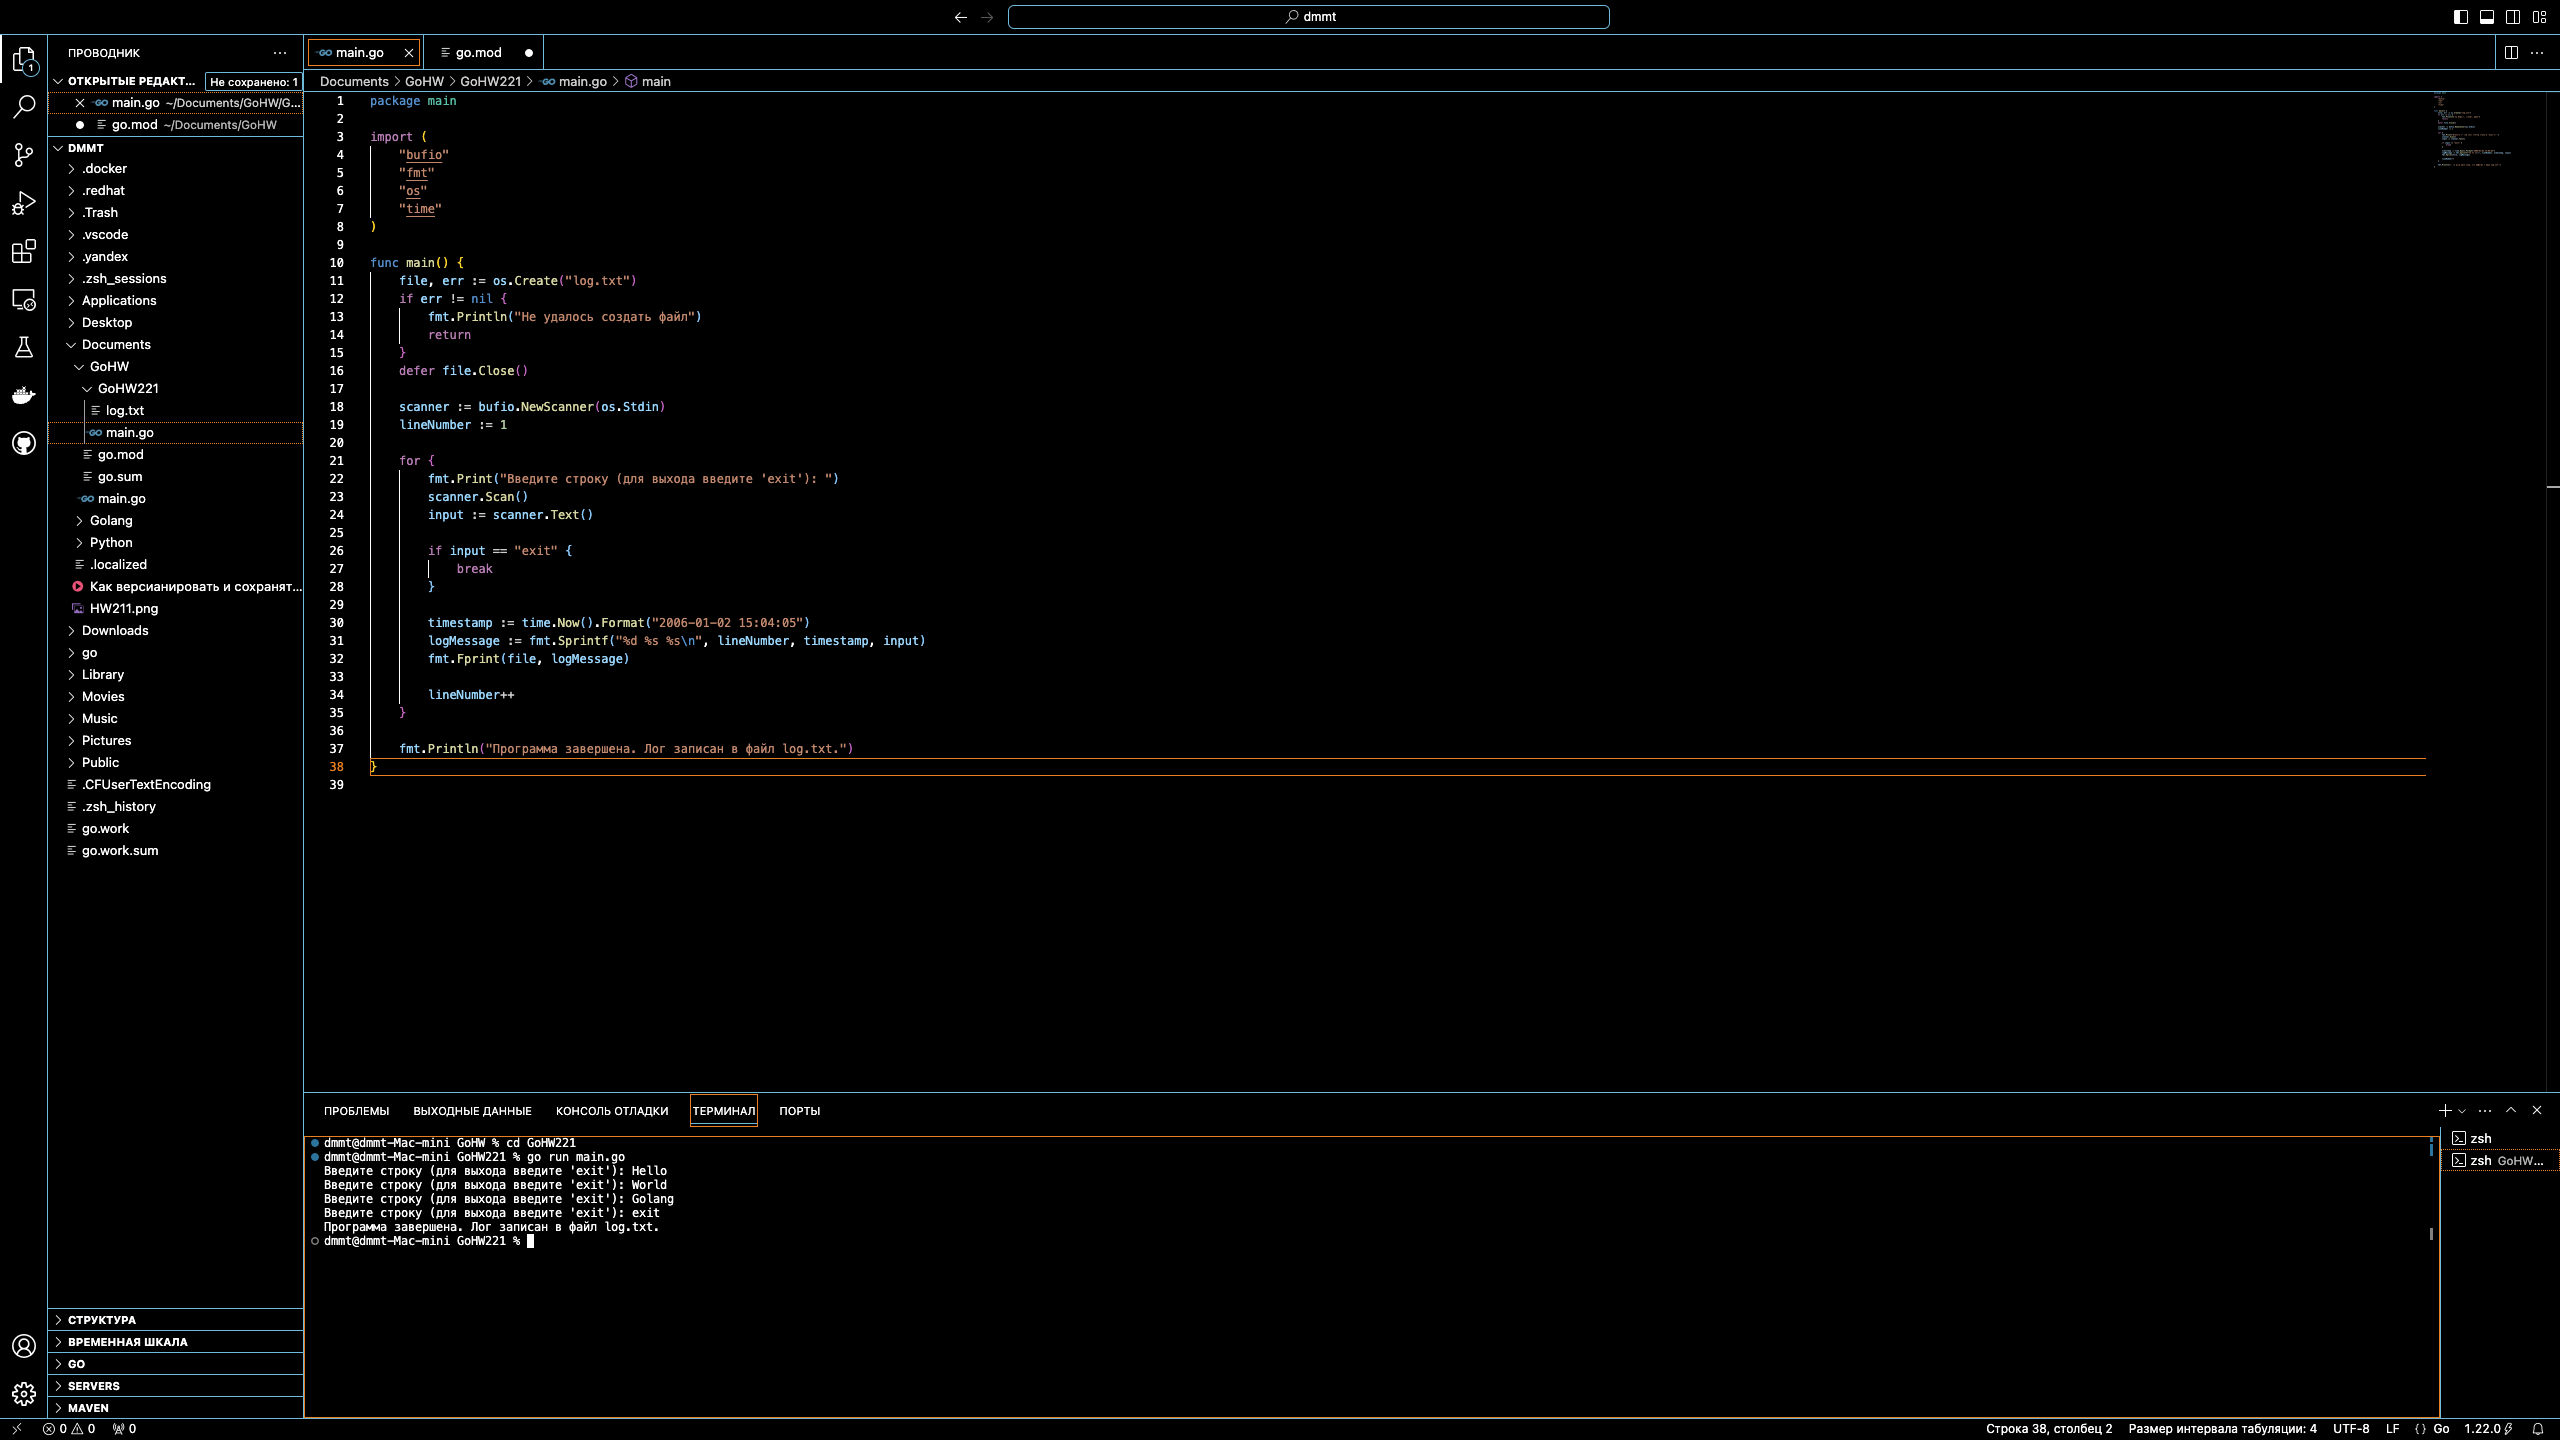 dmmt
ПРОВОДНИК
ОТКРЫТЫЕ РЕДАКТ... Не сохранено: 1
main.go ~/Documents/GoHW/G...
go.mod ~/Documents/GoHW
DMMT
.docker
.redhat
.Trash
.vscode
.yandex
.zsh_sessions
Applications
Desktop
Documents
GoHW
GoHW221
log.txt
main.go
go.mod
go.sum
main.go
Golang
Python
.localized
Как версианировать и сохранят...
HW211.png
Downloads
go
Library
Movies
Music
Pictures
Public
.CFUserTextEncoding
.zsh_history
go.work
go.work.sum
СТРУКТУРА
ВРЕМЕННАЯ ШКАЛА
GO
SERVERS
MAVEN
main.go go.mod
Documents > GoHW > GoHW221 > main.go > main
1 package main
2
3 import (
4 "bufio"
5 "fmt"
6 "os"
7 "time"
8 )
9
10 func main() {
11 file, err := os.Create("log.txt")
12 if err != nil {
13 fmt.Println("Не удалось создать файл")
14 return
15 }
16 defer file.Close()
17
18 scanner := bufio.NewScanner(os.Stdin)
19 lineNumber := 1
20
21 for {
22 fmt.Print("Введите строку (для выхода введите 'exit'): ")
23 scanner.Scan()
24 input := scanner.Text()
25
26 if input == "exit" {
27 break
28 }
29
30 timestamp := time.Now().Format("2006-01-02 15:04:05")
31 logMessage := fmt.Sprintf("%d %s %s\n", lineNumber, timestamp, input)
32 fmt.Fprint(file, logMessage)
33
34 lineNumber++
35 }
36
37 fmt.Println("Программа завершена. Лог записан в файл log.txt.")
38 }
39
ПРОБЛЕМЫ ВЫХОДНЫЕ ДАННЫЕ КОНСОЛЬ ОТЛАДКИ ТЕРМИНАЛ ПОРТЫ
dmmt@dmmt-Mac-mini GoHW % cd GoHW221
dmmt@dmmt-Mac-mini GoHW221 % go run main.go
Введите строку (для выхода введите 'exit'): Hello
Введите строку (для выхода введите 'exit'): World
Введите строку (для выхода введите 'exit'): Golang
Введите строку (для выхода введите 'exit'): exit
Программа завершена. Лог записан в файл log.txt.
dmmt@dmmt-Mac-mini GoHW221 %
zsh
zsh GoHW...
0 0 0 Строка 38, столбец 2 Размер интервала табуляции: 4 UTF-8 LF {} Go 1.22.0